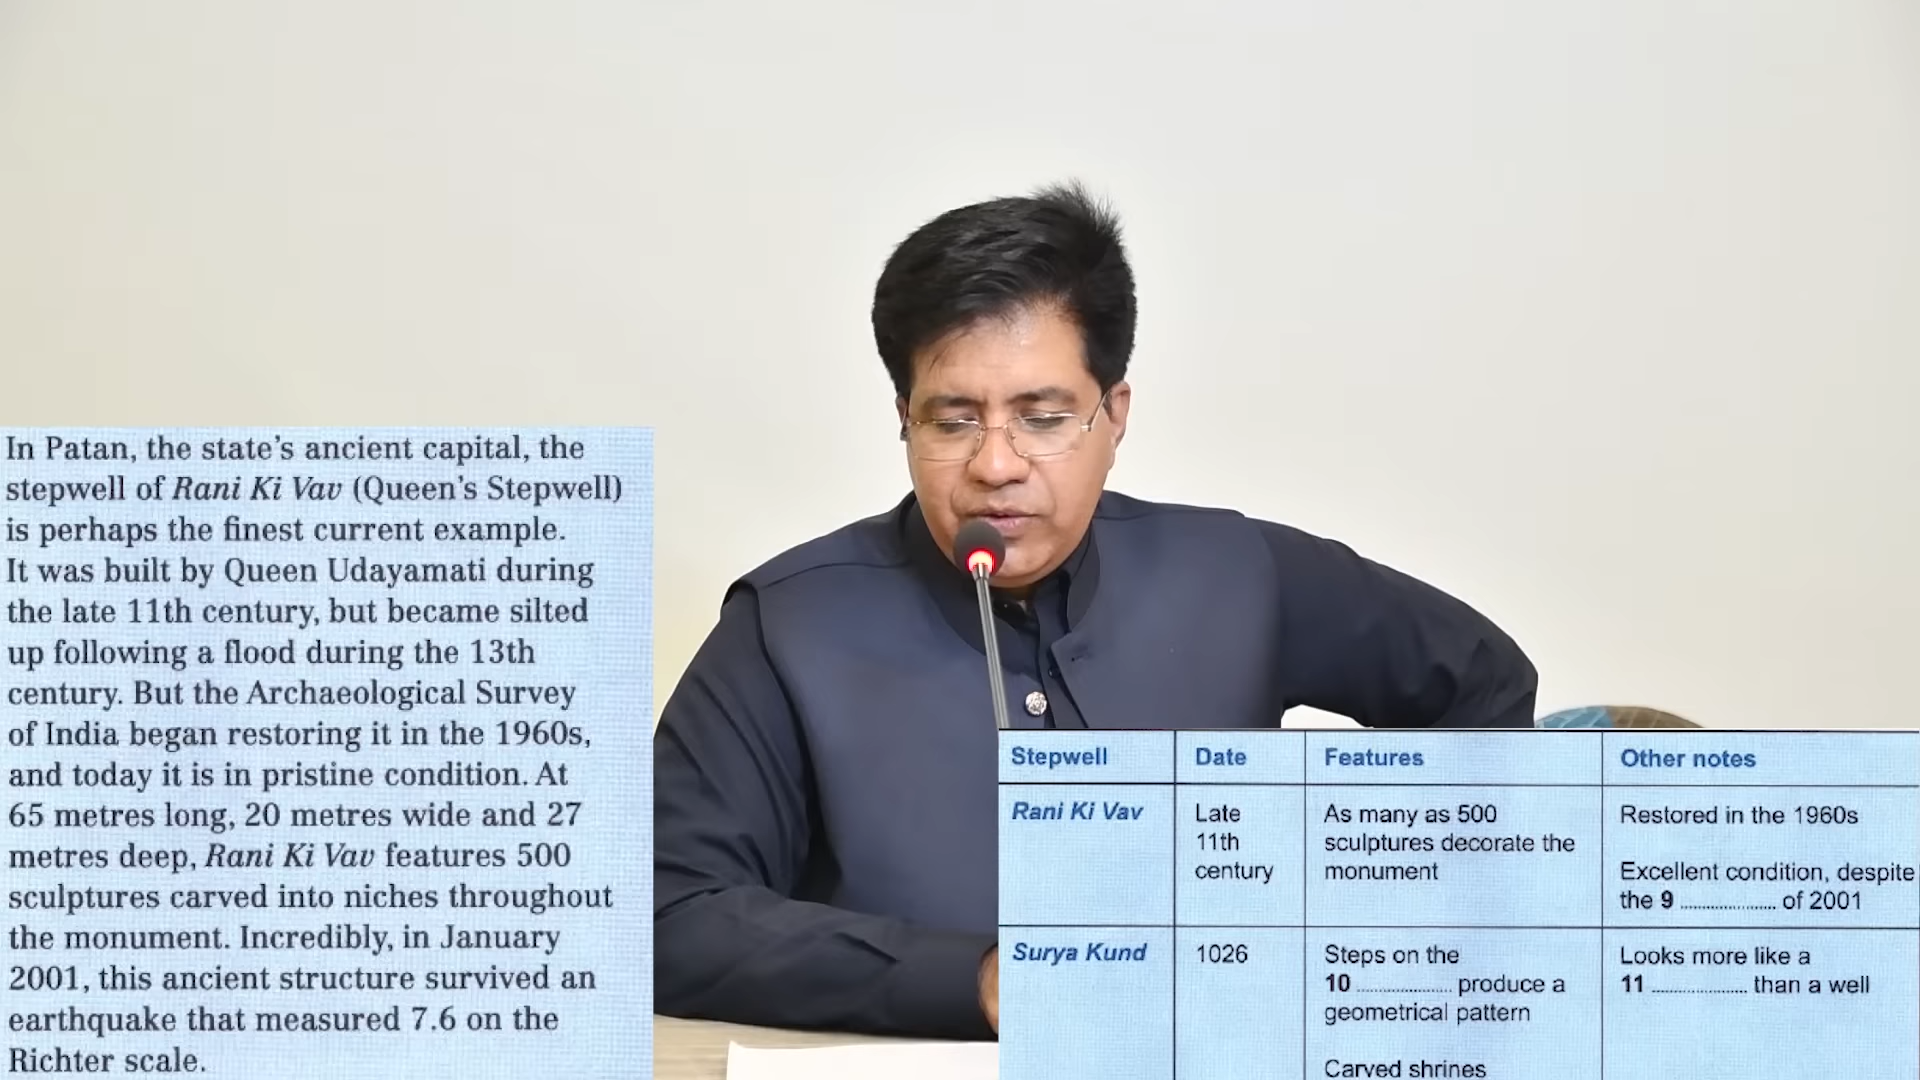 In Patan, the state's ancient capital, the
stepwell of Rani Ki Vav (Queen's Stepwell)
is perhaps the finest current example.
It was built by Queen Udayamati during
the late 11th century, but became silted
up following a flood during the 13th
century. But the Archaeological Survey
of India began restoring it in the 1960s,
and today it is in pristine condition. At
65 metres long, 20 metres wide and 27
metres deep, Rani Ki Vav features 500
sculptures carved into niches throughout
the monument. Incredibly, in January
2001, this ancient structure survived an
earthquake that measured 7.6 on the
Richter scale.
Stepwell Date Features Other notes
Rani Ki Vav
Late
11th
century
As many as 500
sculptures decorate the
monument
Restored in the 1960s
Excellent condition, despite
the 9 .................... of 2001
Surya Kund
1026
Steps on the
10 .................... produce a
geometrical pattern
Carved shrines
Looks more like a
11 .................... than a well